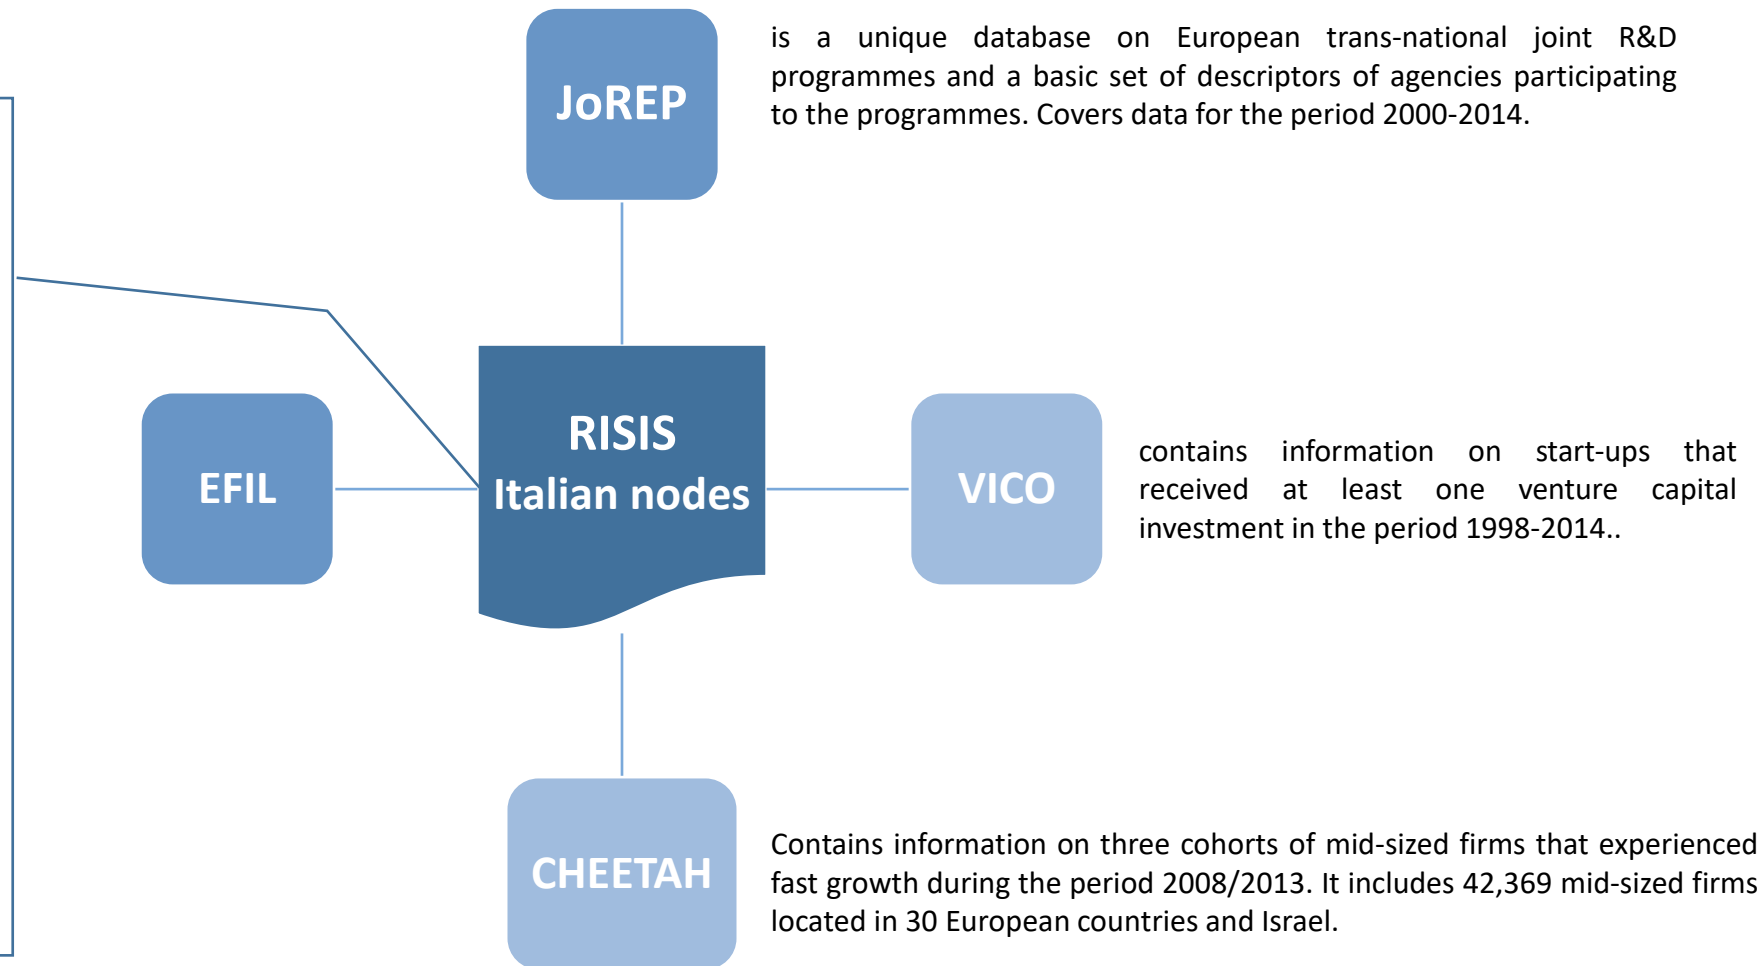 JoREP
is a unique database on European trans-national joint R&D
programmes and a basic set of descriptors of agencies participating
to the programmes. Covers data for the period 2000-2014.
EFIL
RISIS
Italian nodes
VICO
contains information on start-ups that
received at least one venture capital
investment in the period 1998-2014..
CHEETAH
Contains information on three cohorts of mid-sized firms that experienced
fast growth during the period 2008/2013. It includes 42,369 mid-sized firms
located in 30 European countries and Israel.